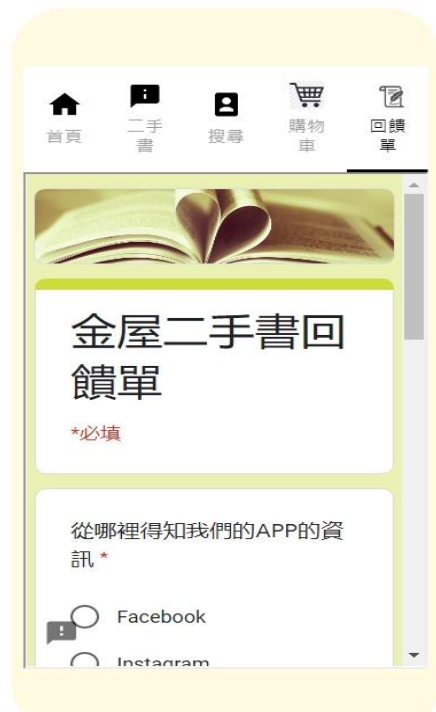 首頁
二手書
搜尋
購物車
回饋單
金屋二手書回
饋單
*必填
從哪裡得知我們的APP的資
訊 *
Facebook
Instagram